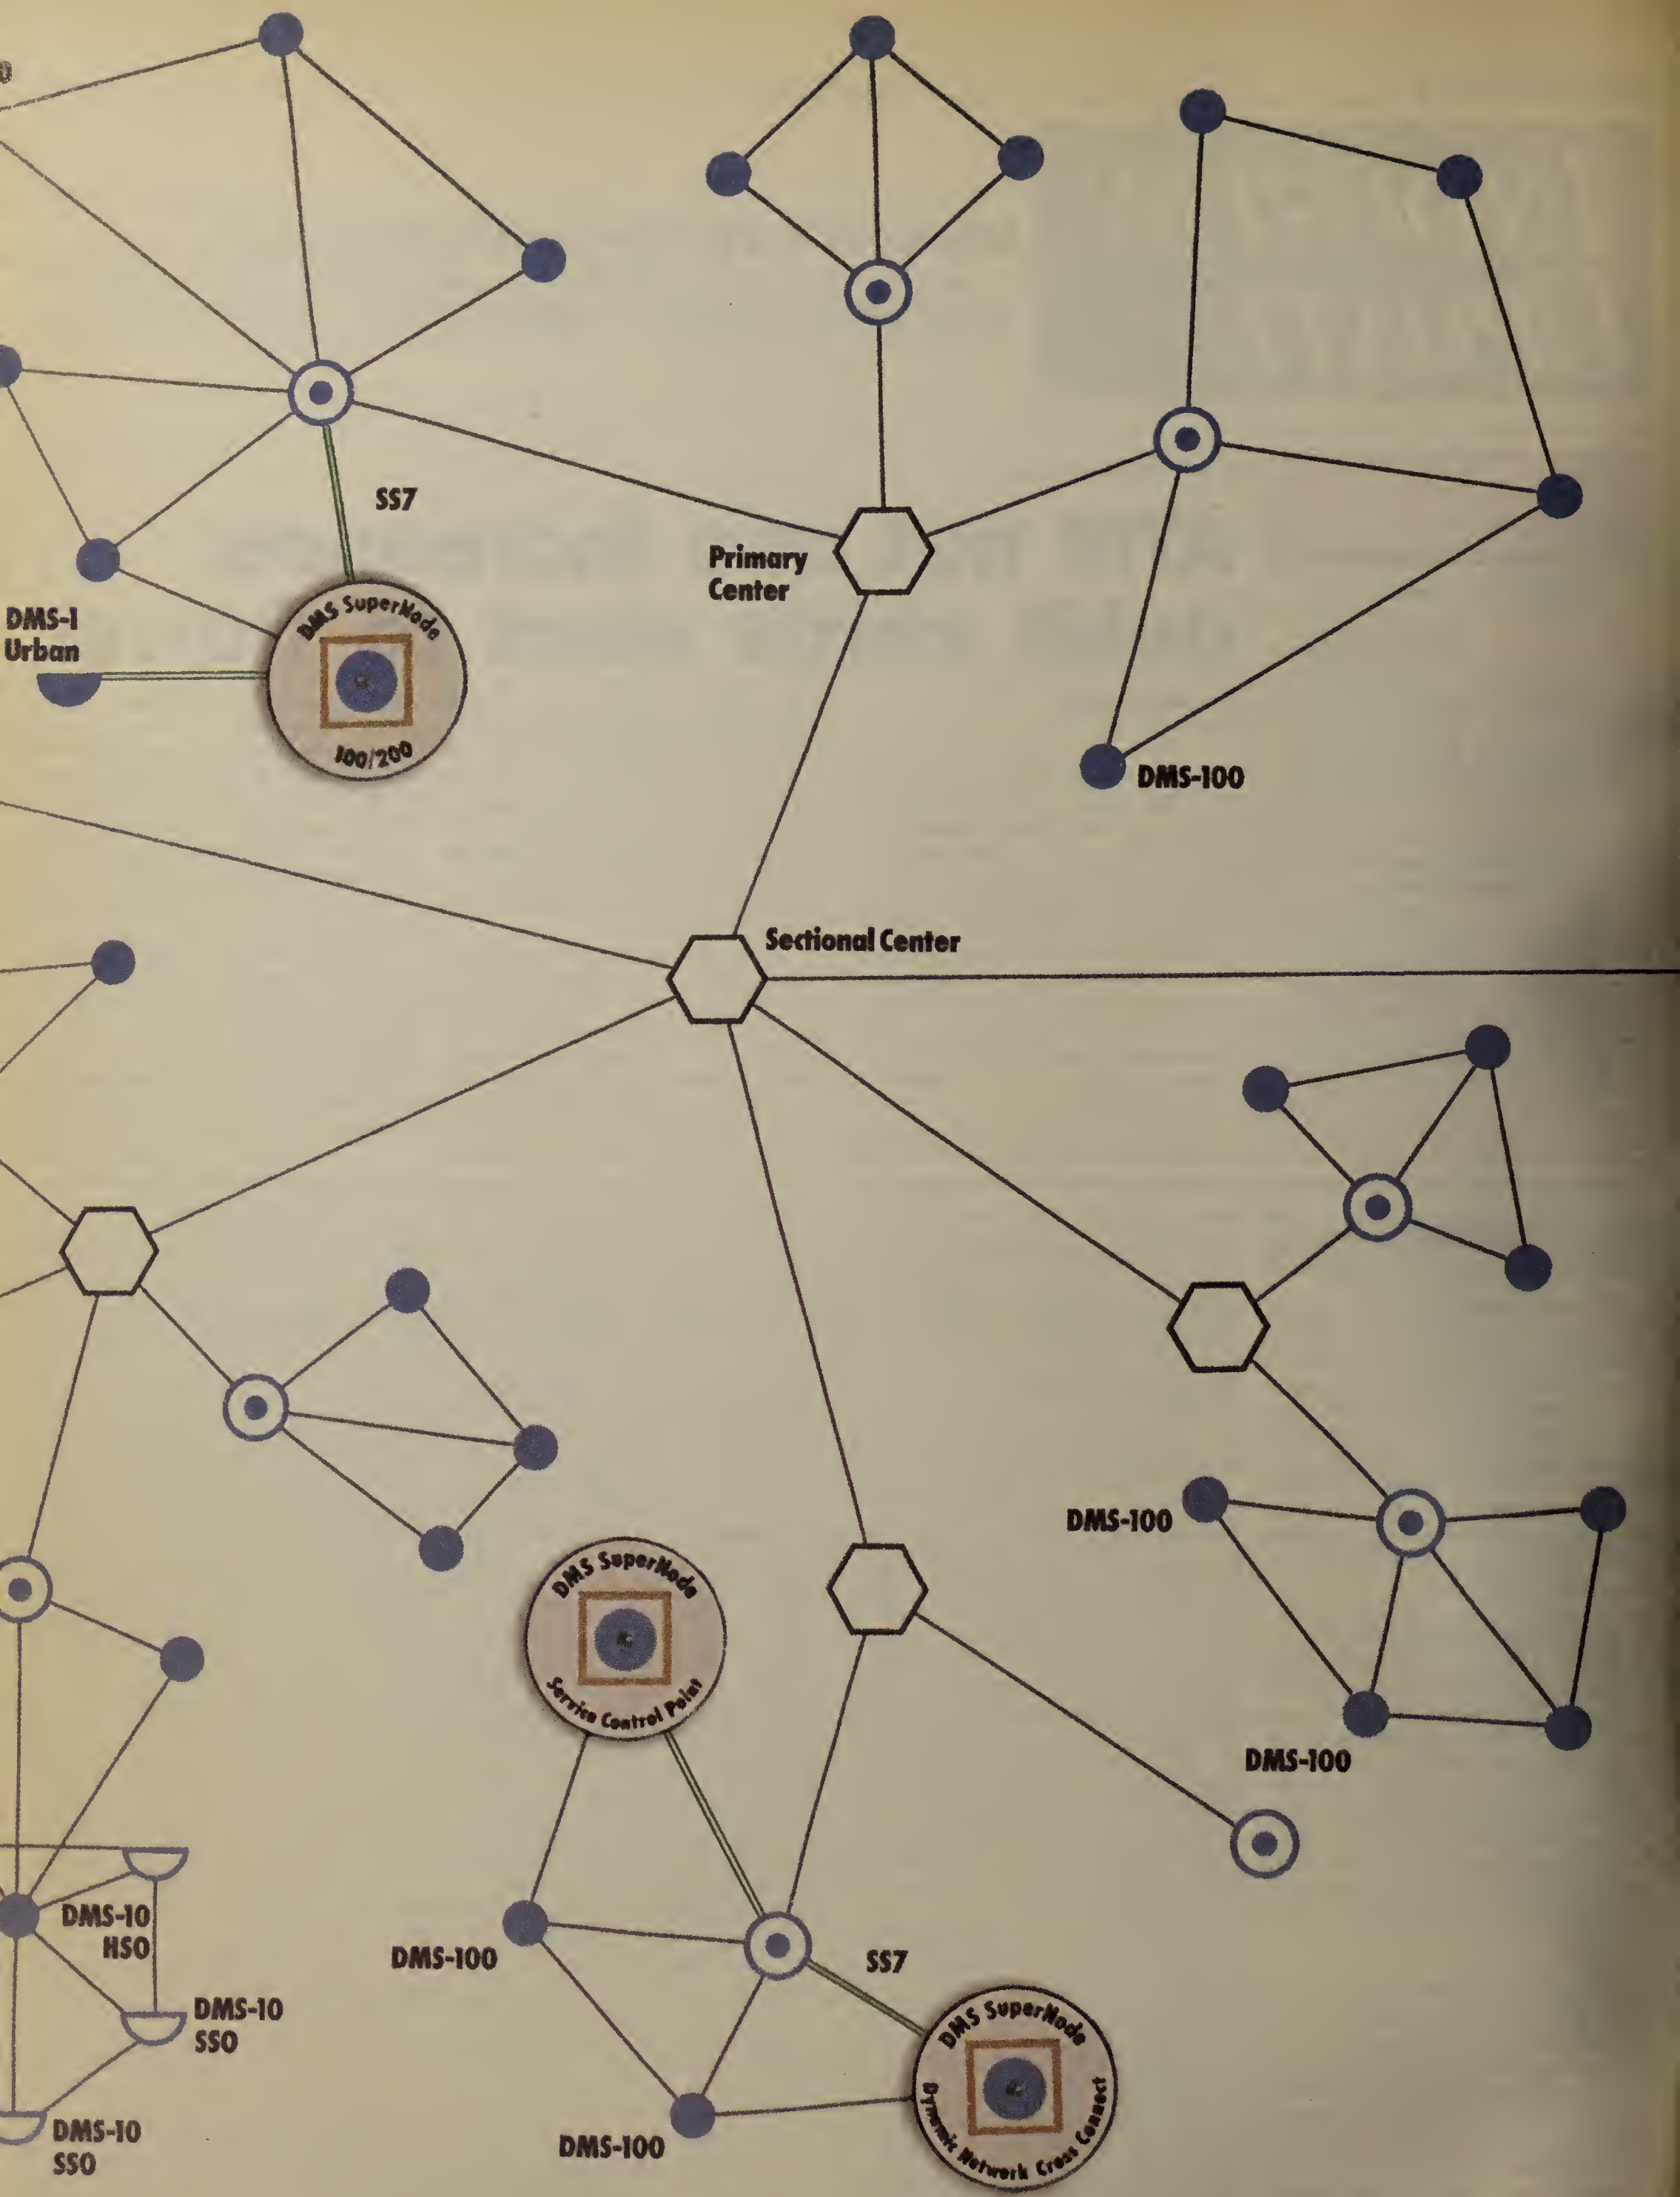 SS7
Primary
Center
DMS-1
Urban
DMS SuperNode
100/200
DMS-100
Sectional Center
DMS-100
DMS SuperNode
Service Control Point
DMS-100
DMS-10
HSO
DMS-100
SS7
DMS-10
SSO
DMS SuperNode
Dynamic Network Cross Connect
DMS-10
SSO
DMS-100